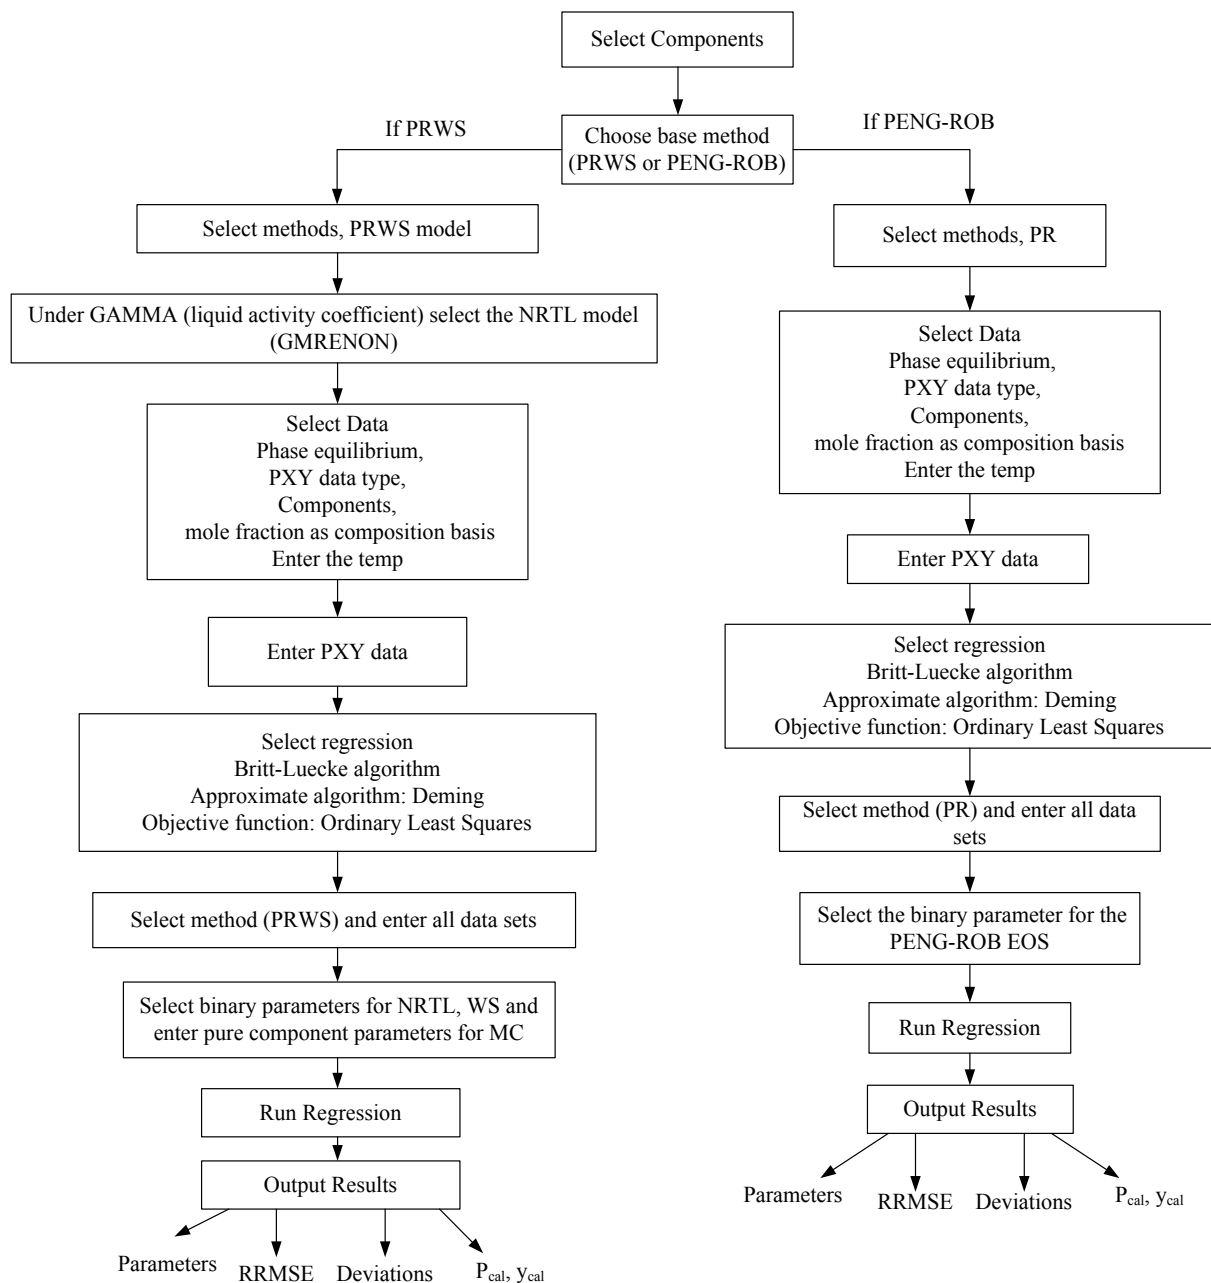 Select Components
If PRWS
Choose base method
(PRWS or PENG-ROB)
If PENG-ROB
Select methods, PRWS model
Under GAMMA (liquid activity coefficient) select the NRTL model
(GMRENON)
Select Data
Phase equilibrium,
PXY data type,
Components,
mole fraction as composition basis
Enter the temp
Enter PXY data
Select regression
Britt-Luecke algorithm
Approximate algorithm: Deming
Objective function: Ordinary Least Squares
Select method (PRWS) and enter all data sets
Select binary parameters for NRTL, WS and
enter pure component parameters for MC
Run Regression
Output Results
Parameters
RRMSE
Deviations
Pcal, ycal
Select methods, PR
Select Data
Phase equilibrium,
PXY data type,
Components,
mole fraction as composition basis
Enter the temp
Enter PXY data
Select regression
Britt-Luecke algorithm
Approximate algorithm: Deming
Objective function: Ordinary Least Squares
Select method (PR) and enter all data
sets
Select the binary parameter for the
PENG-ROB EOS
Run Regression
Output Results
Parameters
RRMSE
Deviations
Pcal, ycal